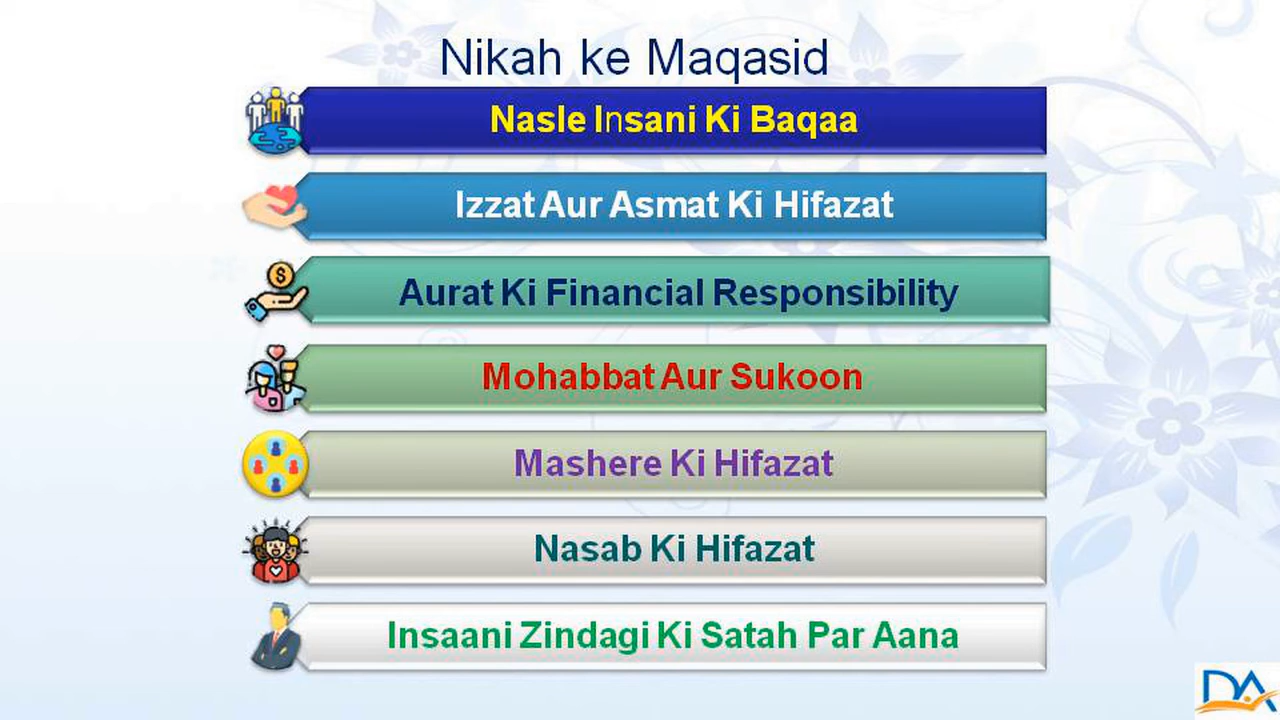 Nikah ke Maqasid
Nasle Insani Ki Baqaa
Izzat Aur Asmat Ki Hifazat
$
Aurat Ki Financial Responsibility
Mohabbat Aur Sukoon
Mashere Ki Hifazat
Nasab Ki Hifazat
Insaani Zindagi Ki Satah Par Aana
DA